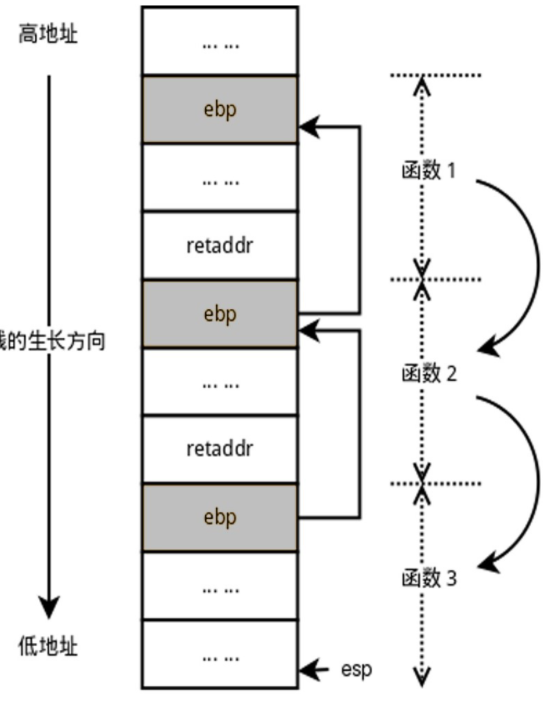 高地址
... ...
ebp
... ...
函数 1
retaddr
ebp
栈的生长方向
... ...
函数 2
retaddr
ebp
... ...
函数 3
低地址
... ...
esp